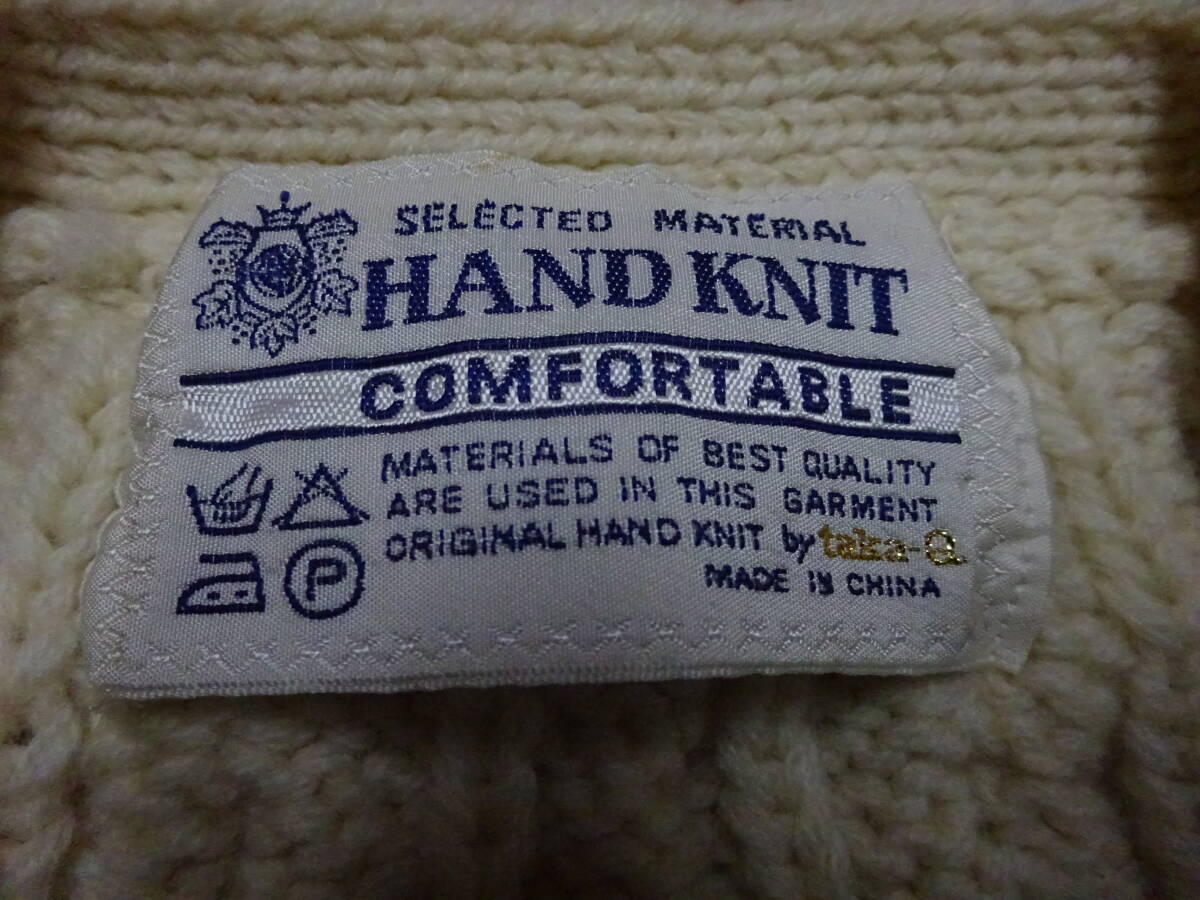 SELECTED MATERIAL
HAND KNIT
COMFORTABLE
MATERIALS OF BEST QUALITY
ARE USED IN THIS GARMENT
ORIGINAL HAND KNIT by taka-Q.
MADE IN CHINA
P